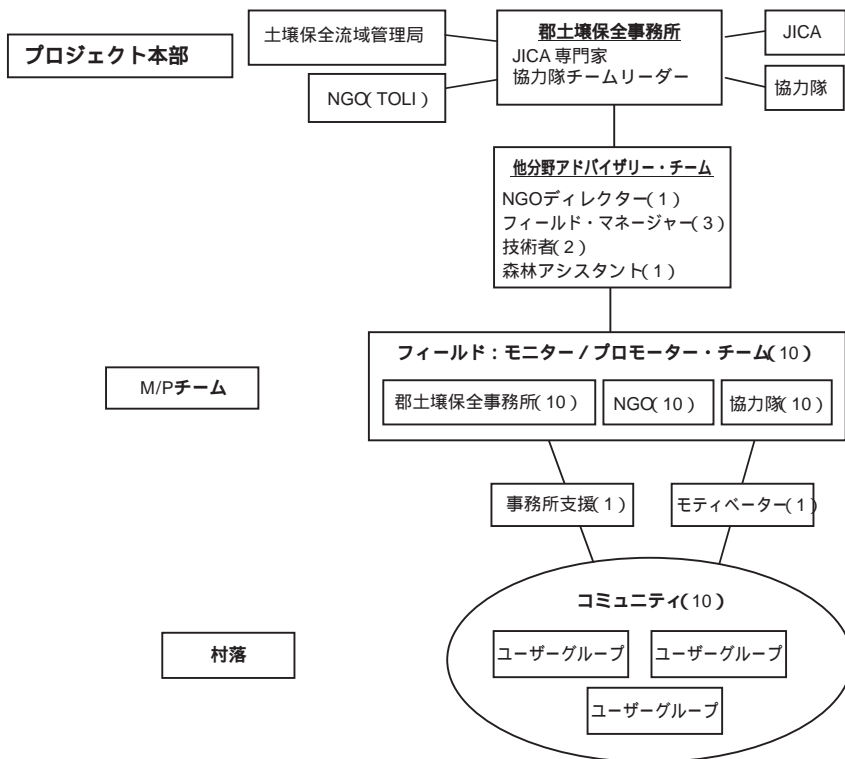 プロジェクト本部
土壌保全流域管理局
NGO(TOLI)
郡土壌保全事務所
JICA 専門家
協力隊チームリーダー
JICA
協力隊
他分野アドバイザリー・チーム
NGOディレクター(1)
フィールド・マネージャー(3)
技術者(2)
森林アシスタント(1)
M/Pチーム
フィールド:モニター/プロモーター・チーム(10)
郡土壌保全事務所(10)
NGO(10)
協力隊(10)
事務所支援(1)
モティベーター(1)
村落
コミュニティ(10)
ユーザーグループ
ユーザーグループ
ユーザーグループ